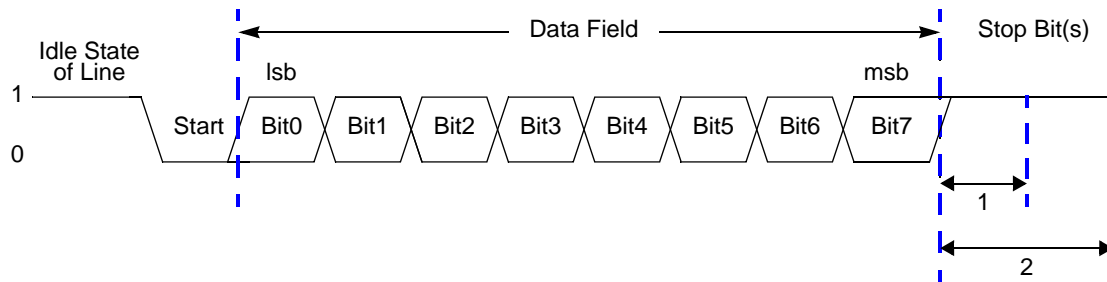 Data Field
Stop Bit(s)
Idle State
of Line
lsb
msb
1
Start
Bit0
Bit1
Bit2
Bit3
Bit4
Bit5
Bit6
Bit7
0
1
2